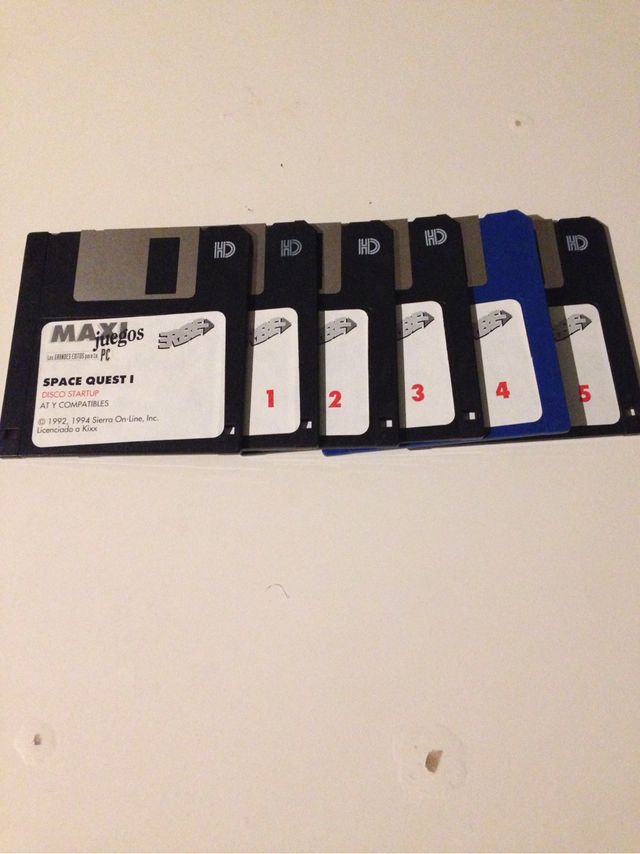 HD
MAXI
juegos
Los GRANDES EXITOS para tu PC
ERBE
SPACE QUEST I
DISCO STARTUP
AT Y COMPATIBLES
© 1992, 1994 Sierra On-Line, Inc.
Licenciado a Kixx
HD
1
HD
2
HD
3
4
HD
5